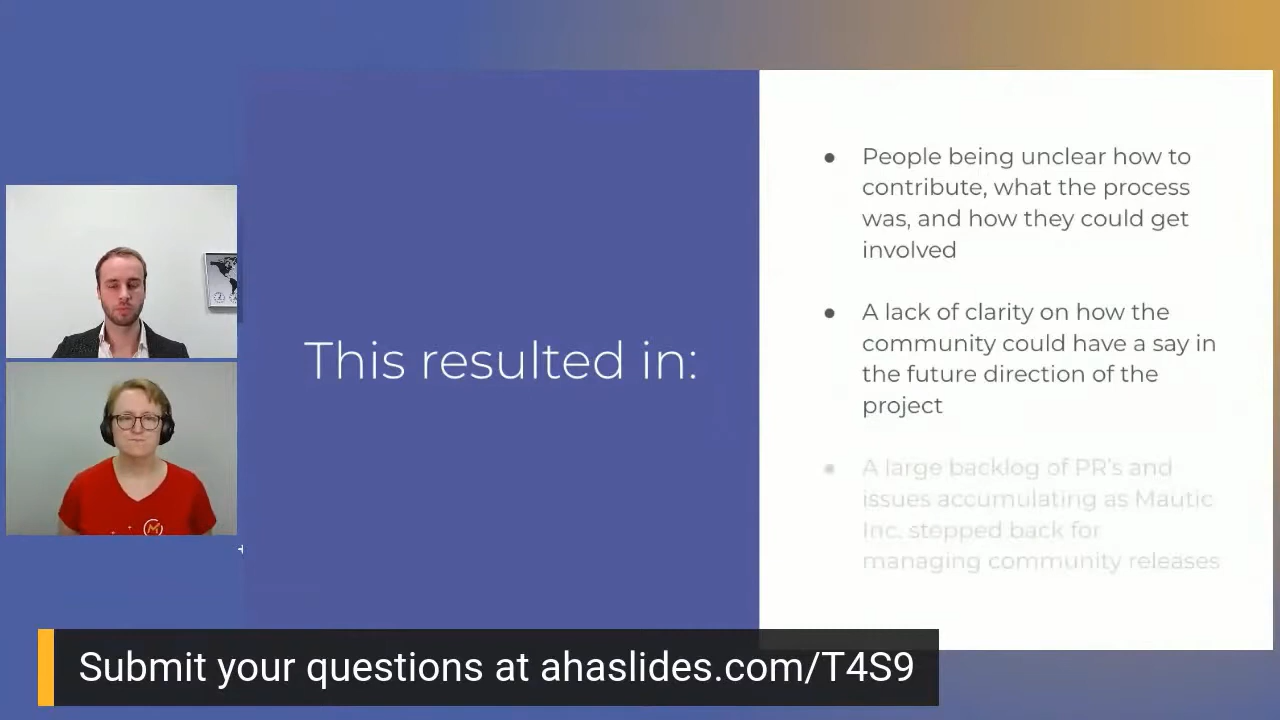 This resulted in:
● People being unclear how to
contribute, what the process
was, and how they could get
involved
● A lack of clarity on how the
community could have a say in
the future direction of the
project
● A large backlog of PR's and
issues accumulating as Mautic
Inc. stepped back for
managing community releases
Submit your questions at ahaslides.com/T4S9